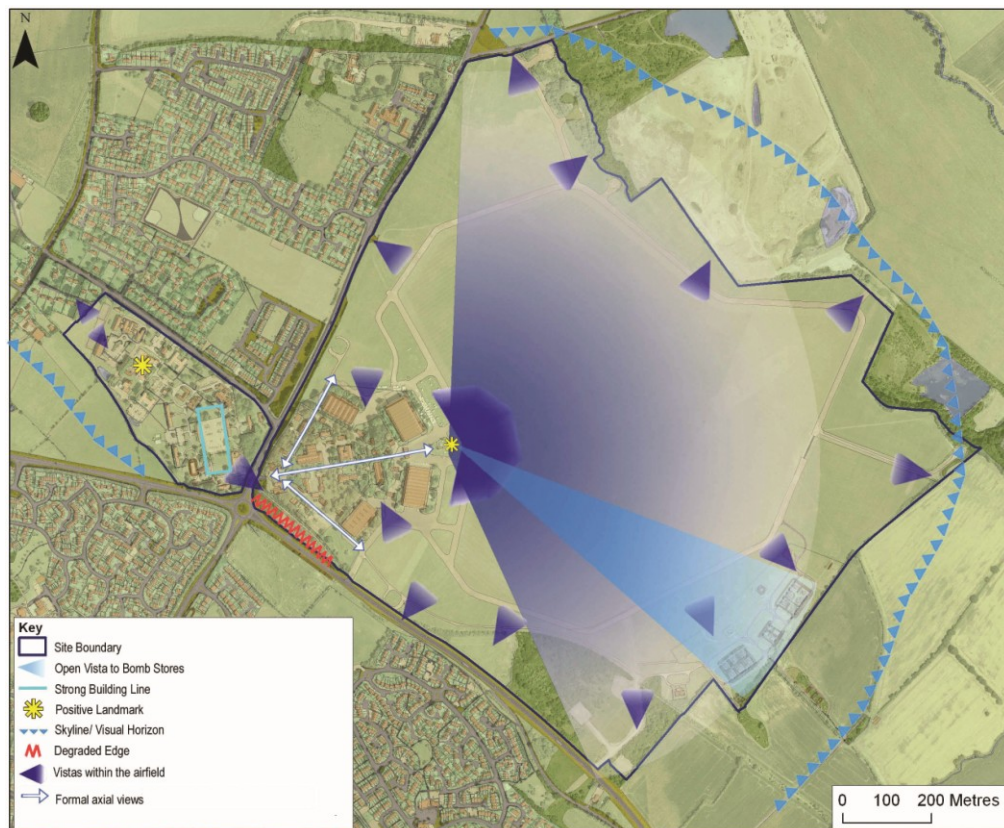 N
Key
Site Boundary
Open Vista to Bomb Stores
Strong Building Line
Positive Landmark
Skyline/ Visual Horizon
Degraded Edge
Vistas within the airfield
Formal axial views
0 100 200 Metres